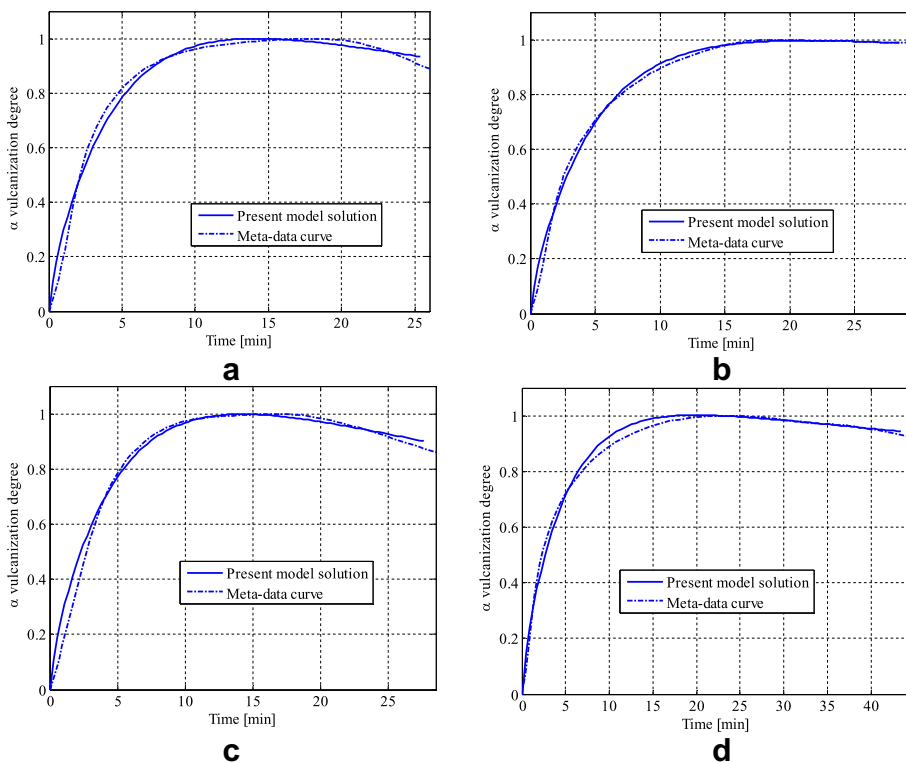 α vulcanization degree
1
0.8
0.6
0.4
0.2
0
Present model solution
Meta-data curve
0 5 10 15 20 25
Time [min]
a
α vulcanization degree
1
0.8
0.6
0.4
0.2
0
Present model solution
Meta-data curve
0 5 10 15 20 25
Time [min]
b
α vulcanization degree
1
0.8
0.6
0.4
0.2
0
Present model solution
Meta-data curve
0 5 10 15 20 25
Time [min]
c
α vulcanization degree
1
0.8
0.6
0.4
0.2
0
Present model solution
Meta-data curve
0 5 10 15 20 25 30 35 40
Time [min]
d